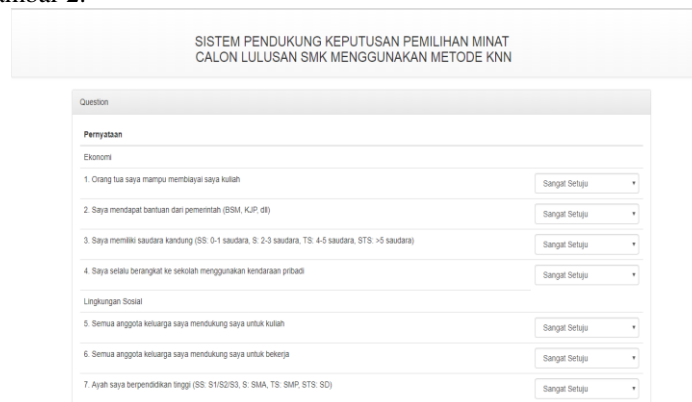 SISTEM PENDUKUNG KEPUTUSAN PEMILIHAN MINAT
CALON LULUSAN SMK MENGGUNAKAN METODE KNN
Question
Pernyataan
Ekonomi
1. Orang tua saya mampu membiayai saya kuliah
Sangat Setuju
2. Saya mendapat bantuan dari pemerintah (BSM, KJP, dll)
Sangat Setuju
3. Saya memiliki saudara kandung (SS: 0-1 saudara, S: 2-3 saudara, TS: 4-5 saudara, STS: >5 saudara)
Sangat Setuju
4. Saya selalu berangkat ke sekolah menggunakan kendaraan pribadi
Sangat Setuju
Lingkungan Sosial
5. Semua anggota keluarga saya mendukung saya untuk kuliah
Sangat Setuju
6. Semua anggota keluarga saya mendukung saya untuk bekerja
Sangat Setuju
7. Ayah saya berpendidikan tinggi (SS: S1/S2/S3, S: SMA, TS: SMP, STS: SD)
Sangat Setuju